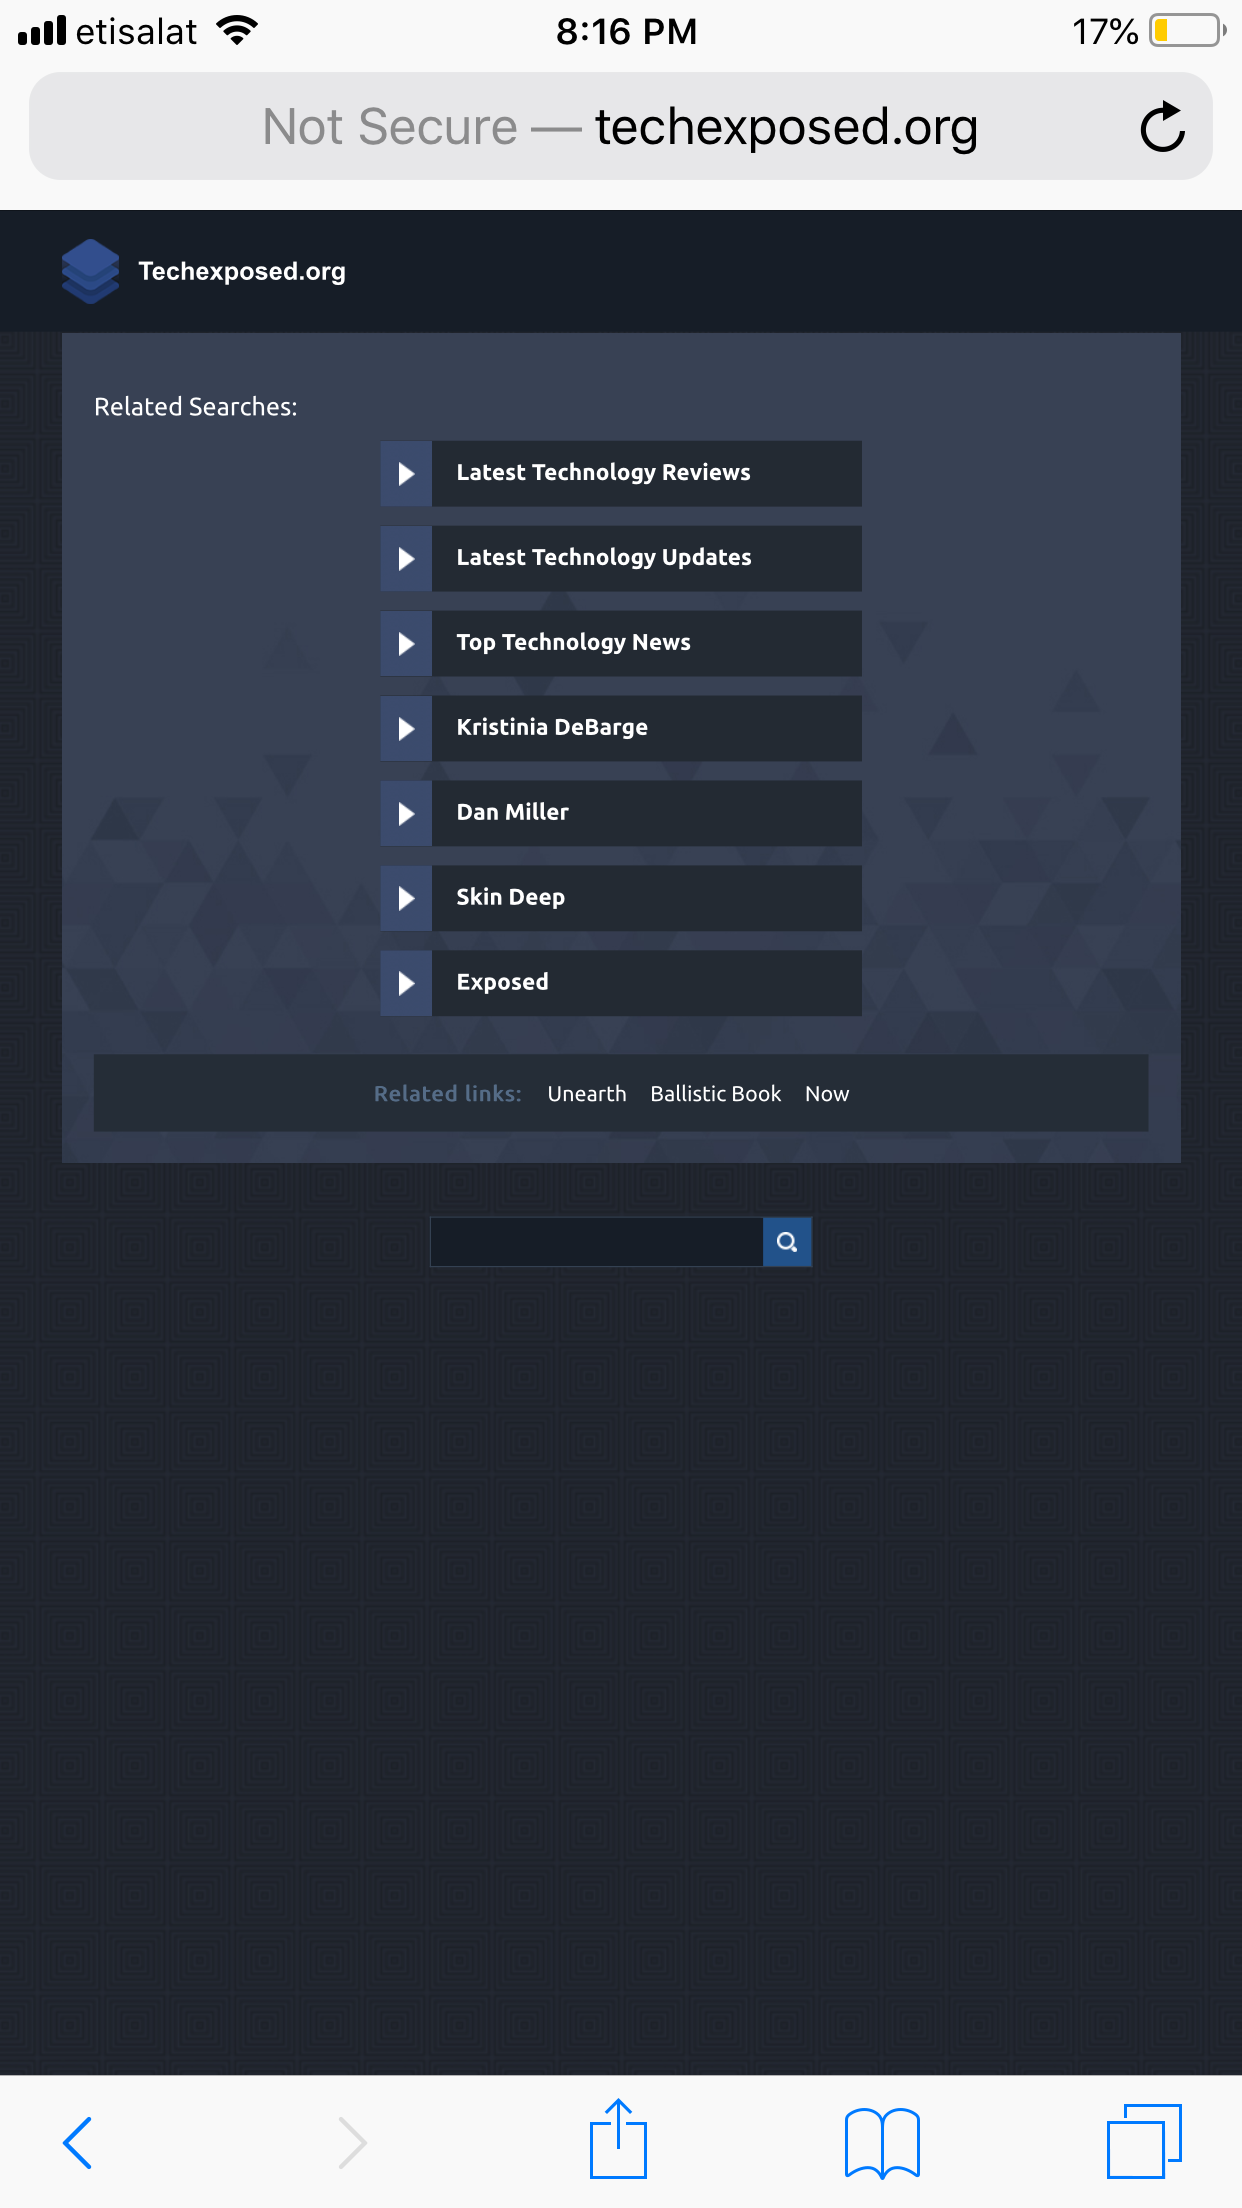 etisalat 8:16 PM 17%
Not Secure — techexposed.org
Techexposed.org
Related Searches:
Latest Technology Reviews
Latest Technology Updates
Top Technology News
Kristinia DeBarge
Dan Miller
Skin Deep
Exposed
Related links: Unearth Ballistic Book Now